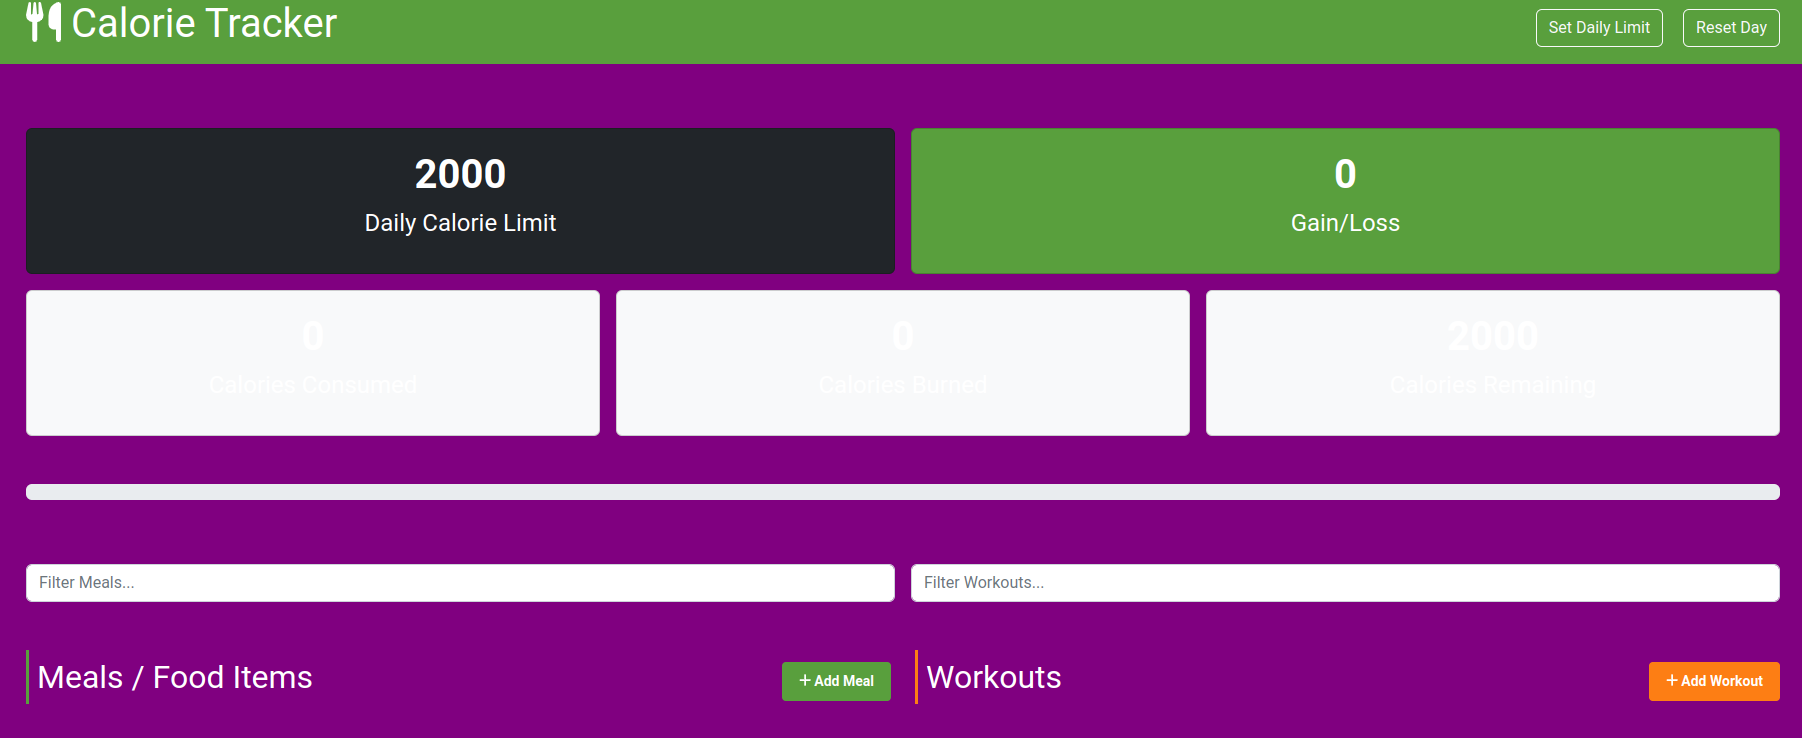 Calorie Tracker
Set Daily Limit
Reset Day
2000
Daily Calorie Limit
0
Gain/Loss
0
Calories Consumed
0
Calories Burned
2000
Calories Remaining
Filter Meals...
Filter Workouts...
Meals / Food Items
+ Add Meal
Workouts
+ Add Workout